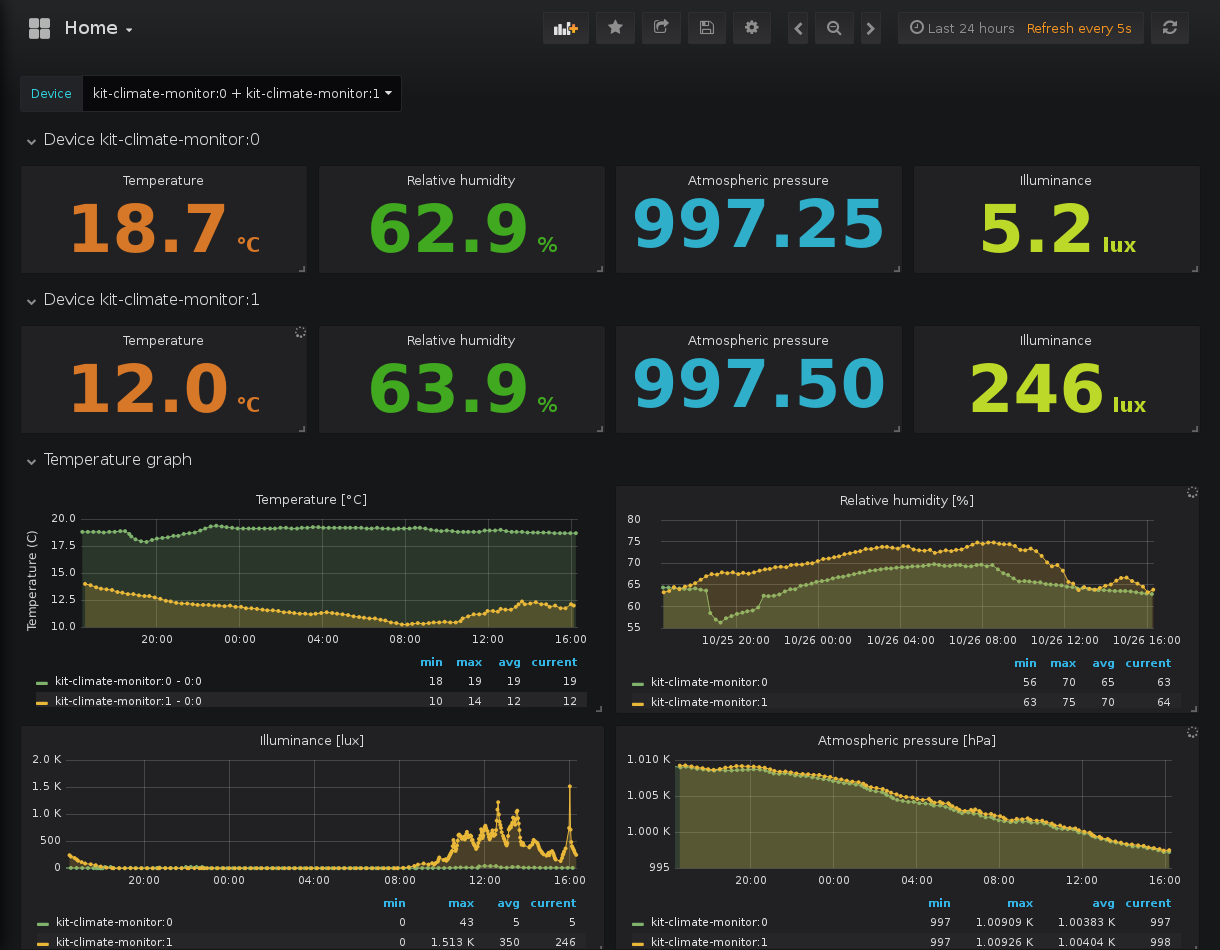 Home
Last 24 hours Refresh every 5s
Device kit-climate-monitor:0 + kit-climate-monitor:1
Device kit-climate-monitor:0
Temperature Relative humidity Atmospheric pressure Illuminance
18.7 °C 62.9 % 997.25 5.2 lux
Device kit-climate-monitor:1
Temperature Relative humidity Atmospheric pressure Illuminance
12.0 °C 63.9 % 997.50 246 lux
Temperature graph
Temperature [°C]
Temperature (C)
20.0
17.5
15.0
12.5
10.0
20:00 00:00 04:00 08:00 12:00 16:00
min max avg current
kit-climate-monitor:0 - 0:0 18 19 19 19
kit-climate-monitor:1 - 0:0 10 14 12 12
Relative humidity [%]
80
75
70
65
60
55
10/25 20:00 10/26 00:00 10/26 04:00 10/26 08:00 10/26 12:00 10/26 16:00
min max avg current
kit-climate-monitor:0 56 70 65 63
kit-climate-monitor:1 63 75 70 64
Illuminance [lux]
2.0 K
1.5 K
1.0 K
500
0
20:00 00:00 04:00 08:00 12:00 16:00
min max avg current
kit-climate-monitor:0 0 43 5 5
kit-climate-monitor:1 0 1.513 K 350 246
Atmospheric pressure [hPa]
1.010 K
1.005 K
1.000 K
995
20:00 00:00 04:00 08:00 12:00 16:00
min max avg current
kit-climate-monitor:0 997 1.00909 K 1.00383 K 997
kit-climate-monitor:1 997 1.00926 K 1.00404 K 998